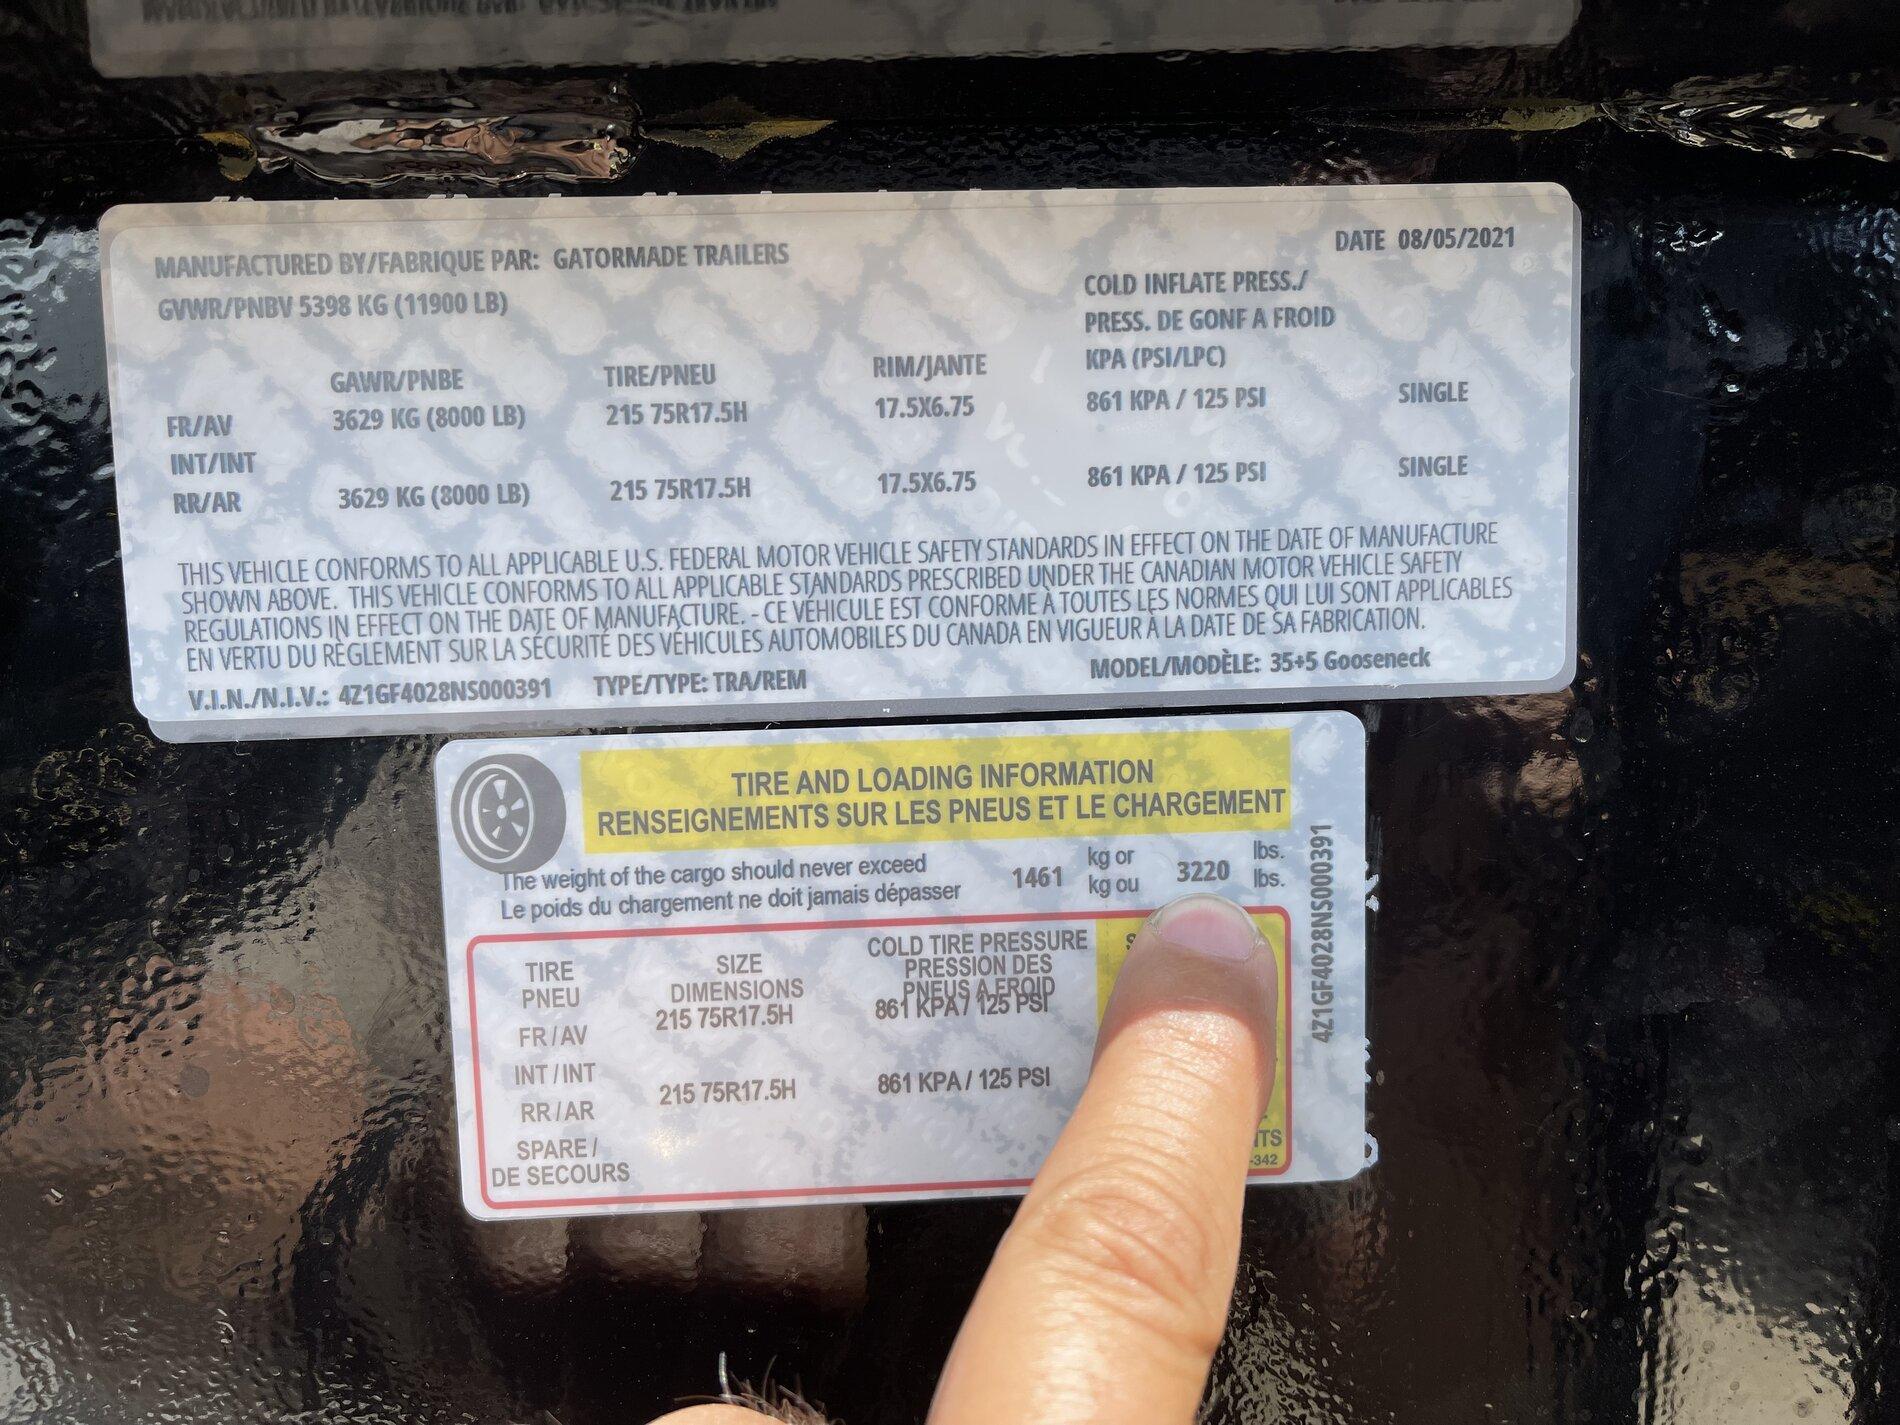 MANUFACTURED BY/FABRIQUE PAR: GATORMADE TRAILERS
DATE 08/05/2021
GVWR/PNBV 5398 KG (11900 LB)
COLD INFLATE PRESS./
PRESS. DE GONF A FROID
GAWR/PNBE TIRE/PNEU RIM/JANTE KPA (PSI/LPC)
FR/AV 3629 KG (8000 LB) 215 75R17.5H 17.5X6.75 861 KPA / 125 PSI SINGLE
INT/INT
RR/AR 3629 KG (8000 LB) 215 75R17.5H 17.5X6.75 861 KPA / 125 PSI SINGLE
THIS VEHICLE CONFORMS TO ALL APPLICABLE U.S. FEDERAL MOTOR VEHICLE SAFETY STANDARDS IN EFFECT ON THE DATE OF MANUFACTURE
SHOWN ABOVE. THIS VEHICLE CONFORMS TO ALL APPLICABLE STANDARDS PRESCRIBED UNDER THE CANADIAN MOTOR VEHICLE SAFETY
REGULATIONS IN EFFECT ON THE DATE OF MANUFACTURE. - CE VÉHICULE EST CONFORME À TOUTES LES NORMES QUI LUI SONT APPLICABLES
EN VERTU DU RÈGLEMENT SUR LA SÉCURITÉ DES VÉHICULES AUTOMOBILES DU CANADA EN VIGUEUR À LA DATE DE SA FABRICATION.
V.I.N./N.I.V.: 4Z1GF4028NS000391 TYPE/TYPE: TRA/REM MODEL/MODÈLE: 35+5 Gooseneck
TIRE AND LOADING INFORMATION
RENSEIGNEMENTS SUR LES PNEUS ET LE CHARGEMENT
The weight of the cargo should never exceed 1461 kg or 3220 lbs.
Le poids du chargement ne doit jamais dépasser kg ou lbs.
TIRE SIZE COLD TIRE PRESSURE
PNEU DIMENSIONS PRESSION DES
PNEUS A FROID
FR/AV 215 75R17.5H 861 KPA / 125 PSI
INT/INT
RR/AR 215 75R17.5H 861 KPA / 125 PSI
SPARE/
DE SECOURS
-342
4Z1GF4028NS000391